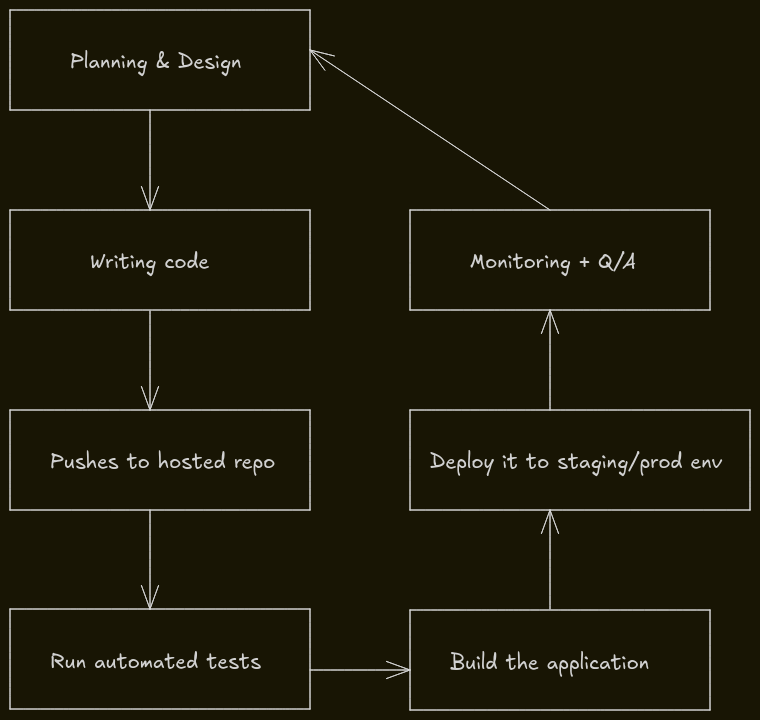 Planning & Design
Writing code
Pushes to hosted repo
Run automated tests
Build the application
Deploy it to staging/prod env
Monitoring + Q/A